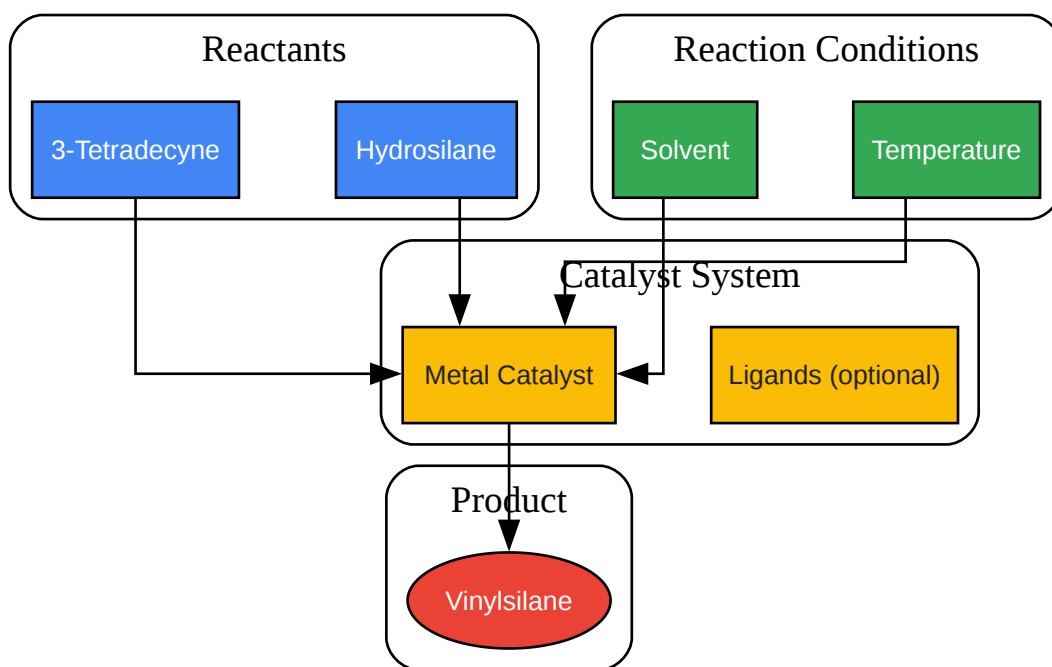 Reactants
Reaction Conditions
3-Tetradecyne
Hydrosilane
Solvent
Temperature
Catalyst System
Metal Catalyst
Ligands (optional)
Product
Vinylsilane